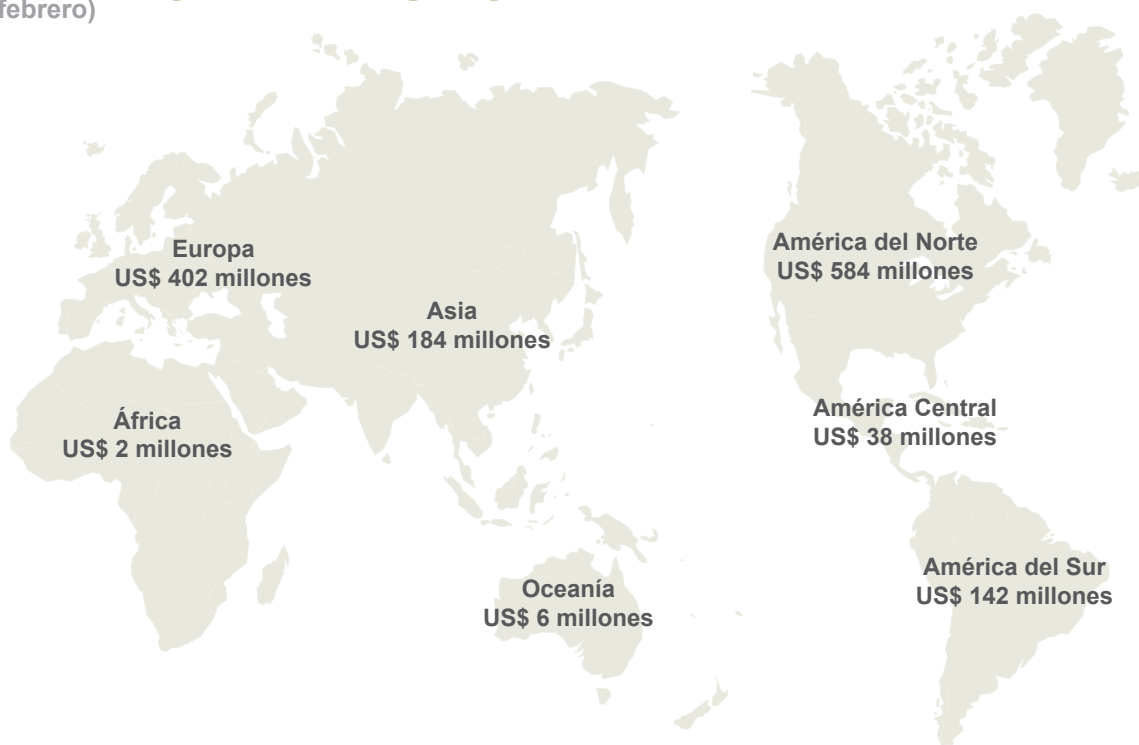 febrero)
Europa
US$ 402 millones
Asia
US$ 184 millones
África
US$ 2 millones
Oceanía
US$ 6 millones
América del Norte
US$ 584 millones
América Central
US$ 38 millones
América del Sur
US$ 142 millones